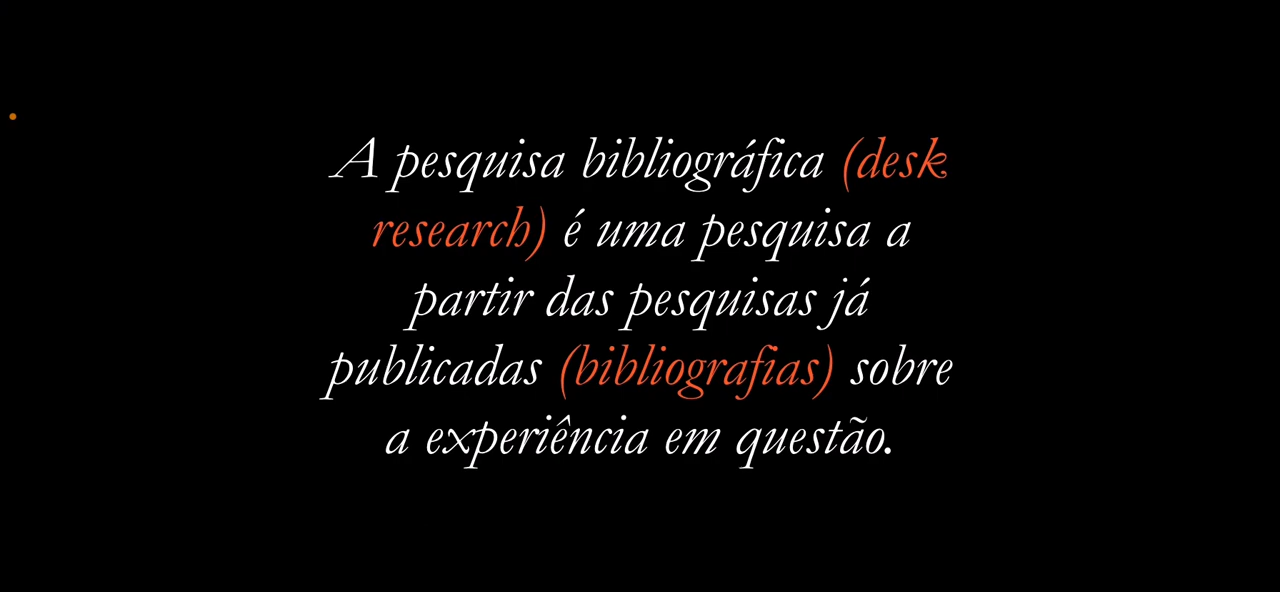 A pesquisa bibliográfica (desk
research) é uma pesquisa a
partir das pesquisas já
publicadas (bibliografias) sobre
a experiência em questão.